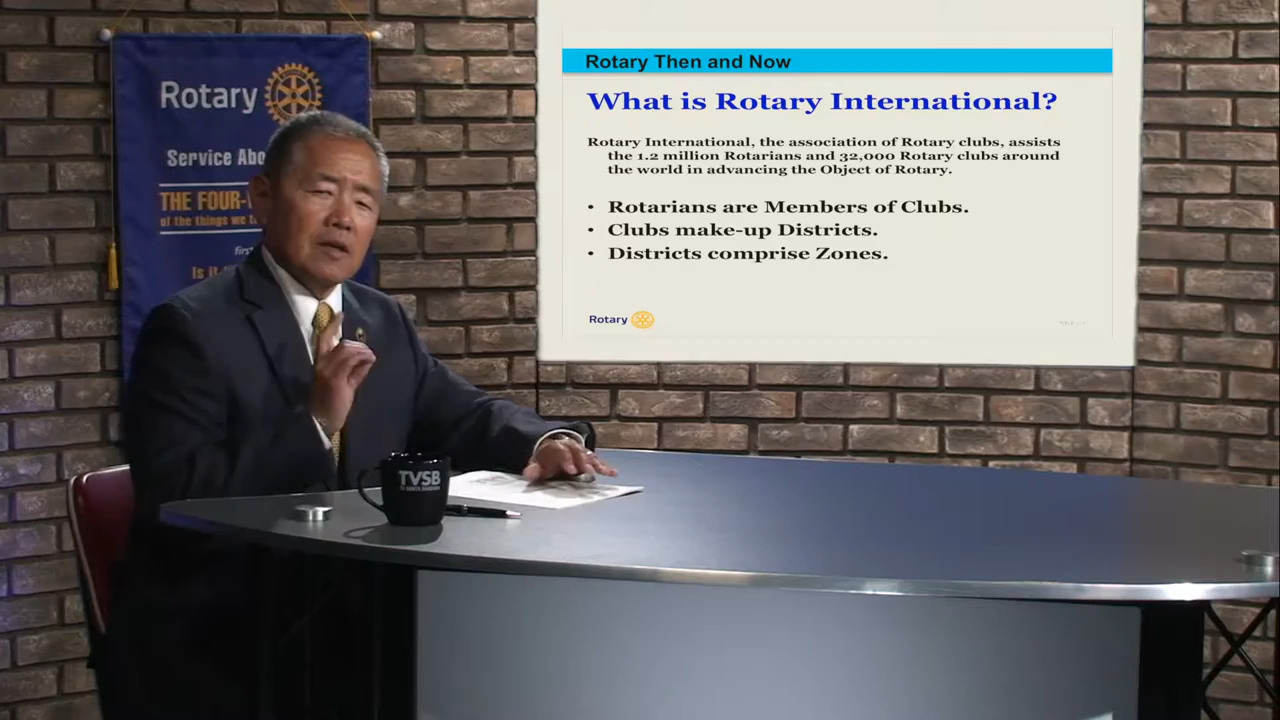 Rotary
Service Abo
THE FOUR-
of the things we t
first
Is it
Rotary Then and Now
What is Rotary International?
Rotary International, the association of Rotary clubs, assists
the 1.2 million Rotarians and 32,000 Rotary clubs around
the world in advancing the Object of Rotary.
• Rotarians are Members of Clubs.
• Clubs make-up Districts.
• Districts comprise Zones.
Rotary
TVSB